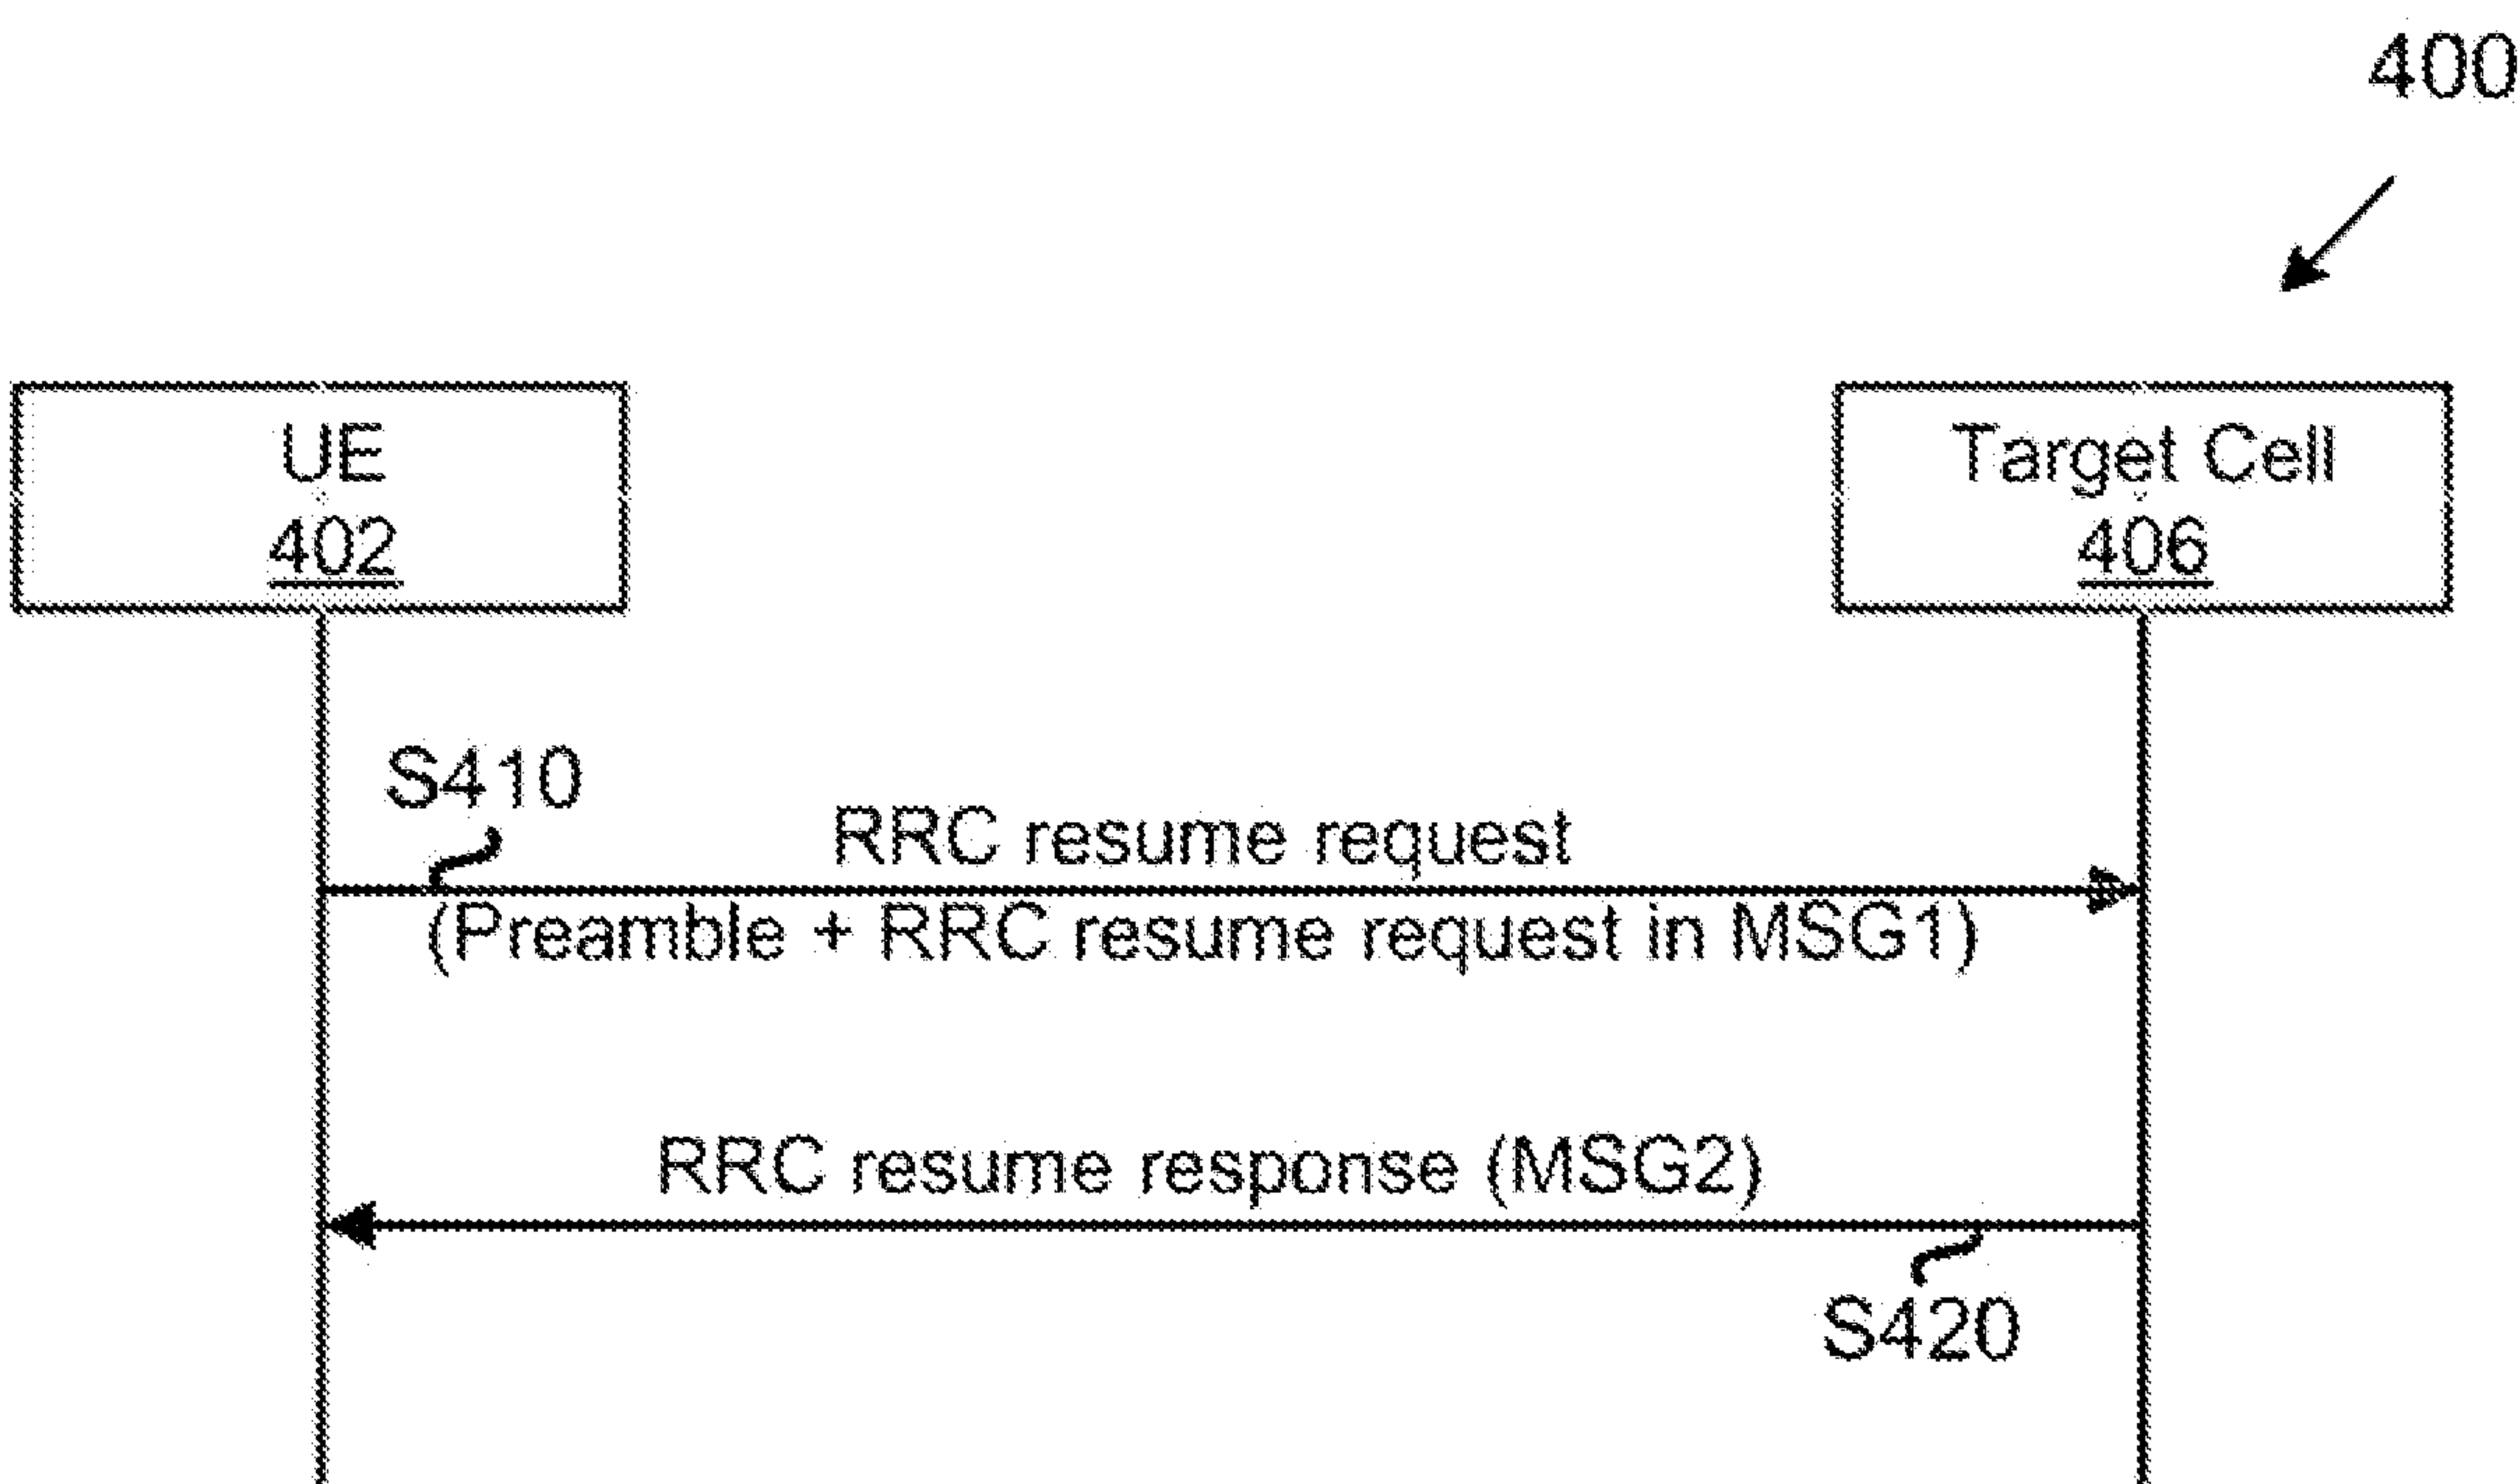 400
UE
402
Target Cell
406
S410
RRC resume request
(Preamble + RRC resume request in MSG1)
RRC resume response (MSG2)
S420